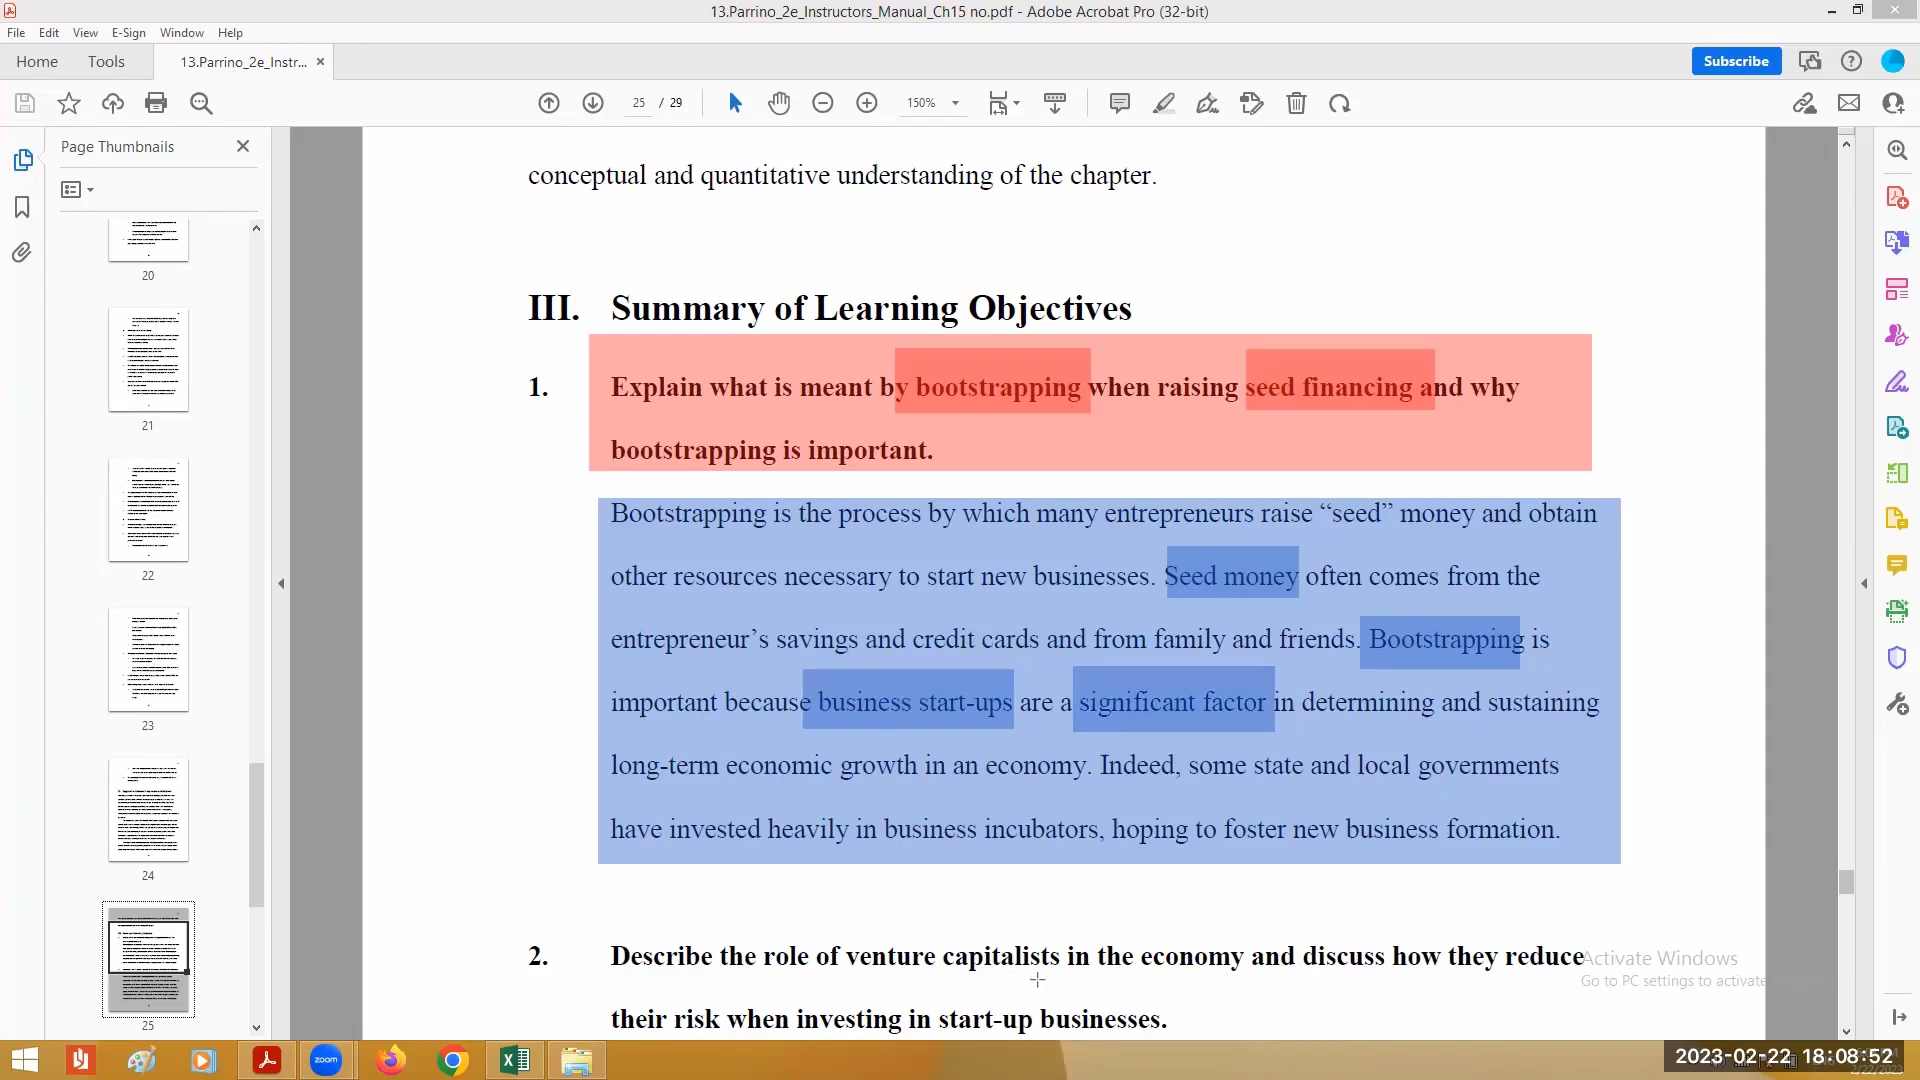 13.Parrino_2e_Instructors_Manual_Ch15 no.pdf - Adobe Acrobat Pro (32-bit)
File Edit View E-Sign Window Help
Home Tools 13.Parrino_2e_Instr... ×
Subscribe
25 / 29
150%
Page Thumbnails
20
21
22
23
24
25
conceptual and quantitative understanding of the chapter.
III. Summary of Learning Objectives
1. Explain what is meant by bootstrapping when raising seed financing and why
bootstrapping is important.
Bootstrapping is the process by which many entrepreneurs raise “seed” money and obtain
other resources necessary to start new businesses. Seed money often comes from the
entrepreneur’s savings and credit cards and from family and friends. Bootstrapping is
important because business start-ups are a significant factor in determining and sustaining
long-term economic growth in an economy. Indeed, some state and local governments
have invested heavily in business incubators, hoping to foster new business formation.
2. Describe the role of venture capitalists in the economy and discuss how they reduce
their risk when investing in start-up businesses.
Activate Windows
Go to PC settings to activate
zoom
2023-02-22 18:08:52